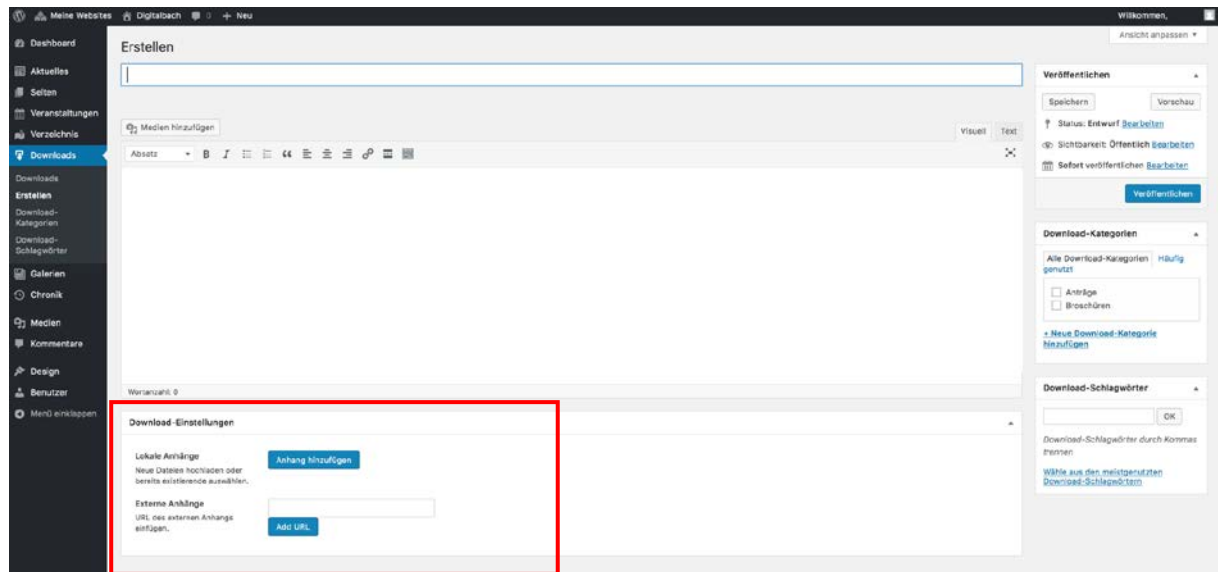 Meine Websites Digitalbach 0 + Neu Willkommen,
Ansicht anpassen
Dashboard
Aktuelles
Seiten
Veranstaltungen
Verzeichnis
Downloads
Downloads
Erstellen
Download-
Kategorien
Download-
Schlagwörter
Galerien
Chronik
Medien
Kommentare
Design
Benutzer
Menü einklappen
Erstellen
Medien hinzufügen
Visuell Text
Absatz B I
Wortanzahl: 0
Download-Einstellungen
Lokale Anhänge
Neue Dateien hochladen oder
bereits existierende auswählen.
Anhang hinzufügen
Externe Anhänge
URL des externen Anhangs
einfügen.
Add URL
Veröffentlichen
Speichern Vorschau
Status: Entwurf Bearbeiten
Sichtbarkeit: Öffentlich Bearbeiten
Sofort veröffentlichen Bearbeiten
Veröffentlichen
Download-Kategorien
Alle Download-Kategorien Häufig
genutzt
Anträge
Broschüren
+ Neue Download-Kategorie
hinzufügen
Download-Schlagwörter
OK
Download-Schlagwörter durch Kommas
trennen
Wähle aus den meistgenutzten
Download-Schlagwörtern